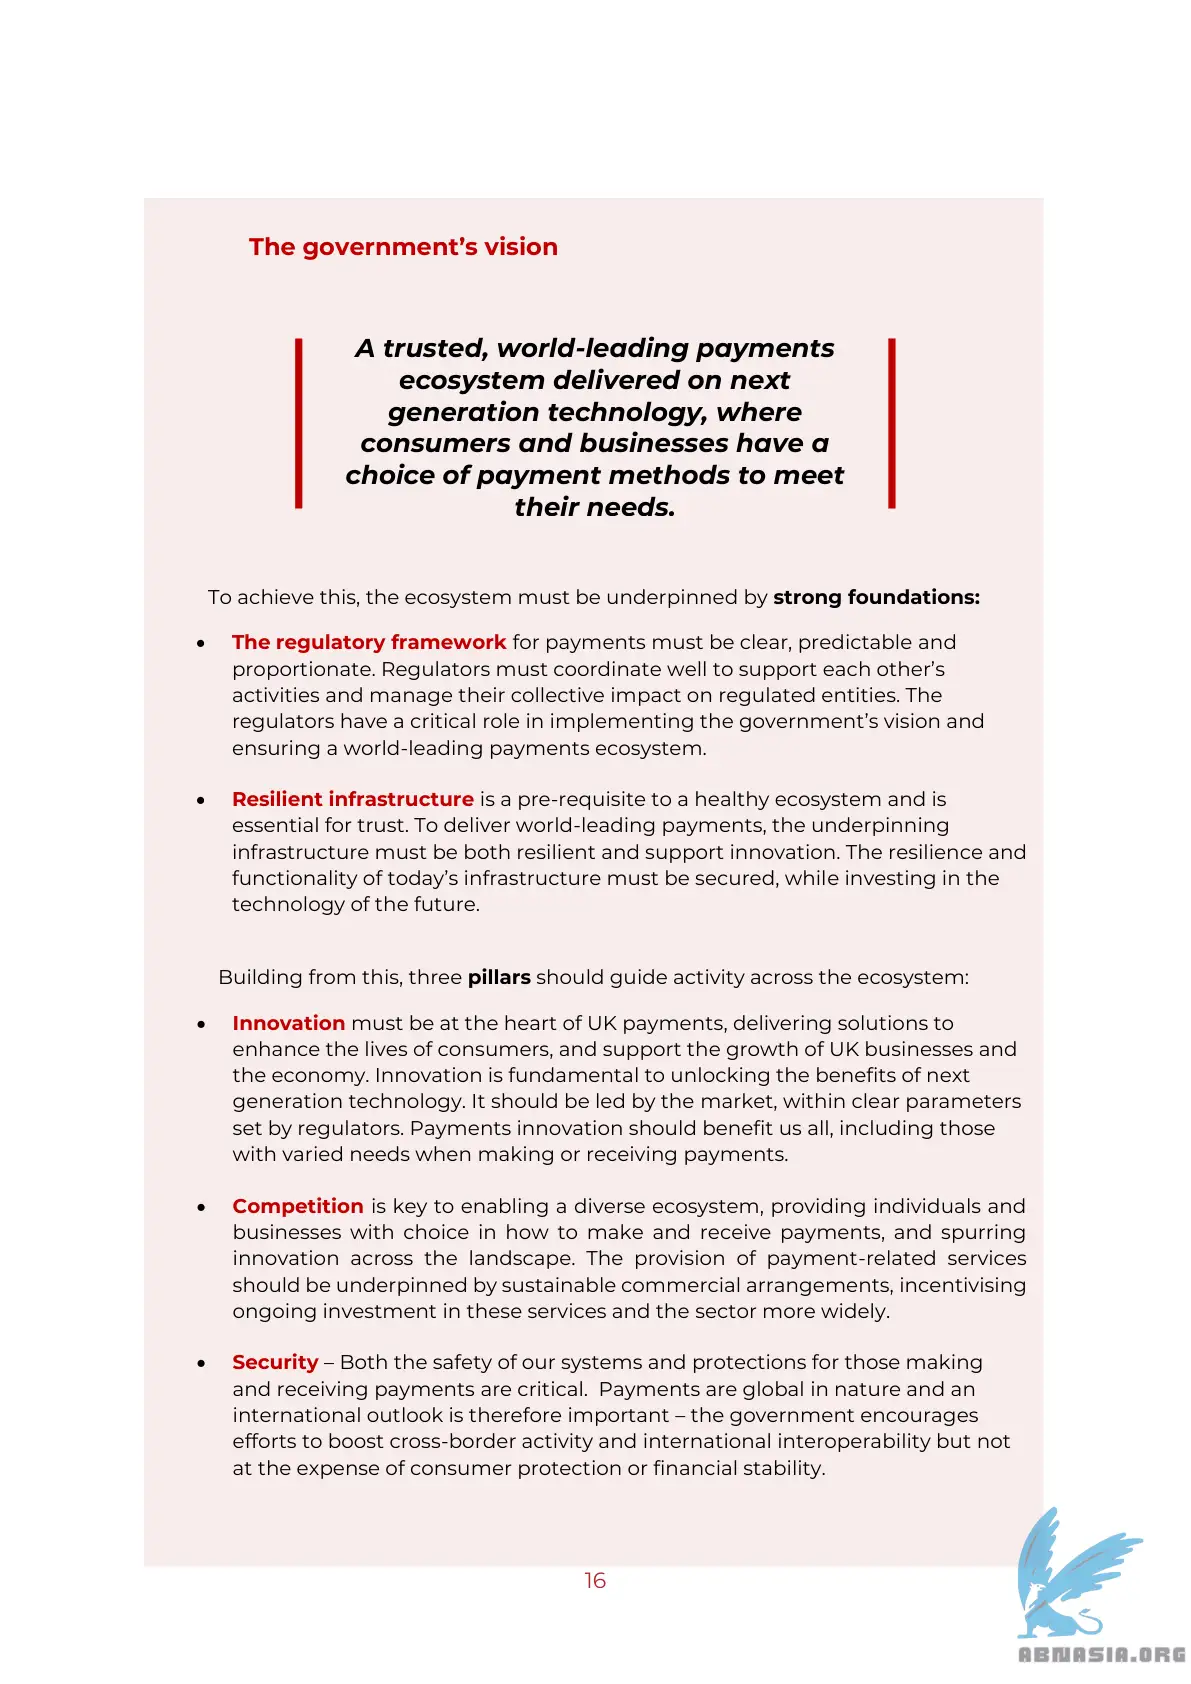 The government’s vision
A trusted, world-leading payments
ecosystem delivered on next
generation technology, where
consumers and businesses have a
choice of payment methods to meet
their needs.
To achieve this, the ecosystem must be underpinned by strong foundations:
• The regulatory framework for payments must be clear, predictable and
proportionate. Regulators must coordinate well to support each other’s
activities and manage their collective impact on regulated entities. The
regulators have a critical role in implementing the government’s vision and
ensuring a world-leading payments ecosystem.
• Resilient infrastructure is a pre-requisite to a healthy ecosystem and is
essential for trust. To deliver world-leading payments, the underpinning
infrastructure must be both resilient and support innovation. The resilience and
functionality of today’s infrastructure must be secured, while investing in the
technology of the future.
Building from this, three pillars should guide activity across the ecosystem:
• Innovation must be at the heart of UK payments, delivering solutions to
enhance the lives of consumers, and support the growth of UK businesses and
the economy. Innovation is fundamental to unlocking the benefits of next
generation technology. It should be led by the market, within clear parameters
set by regulators. Payments innovation should benefit us all, including those
with varied needs when making or receiving payments.
• Competition is key to enabling a diverse ecosystem, providing individuals and
businesses with choice in how to make and receive payments, and spurring
innovation across the landscape. The provision of payment-related services
should be underpinned by sustainable commercial arrangements, incentivising
ongoing investment in these services and the sector more widely.
• Security – Both the safety of our systems and protections for those making
and receiving payments are critical.  Payments are global in nature and an
international outlook is therefore important – the government encourages
efforts to boost cross-border activity and international interoperability but not
at the expense of consumer protection or financial stability.
16
ABNASIA.ORG